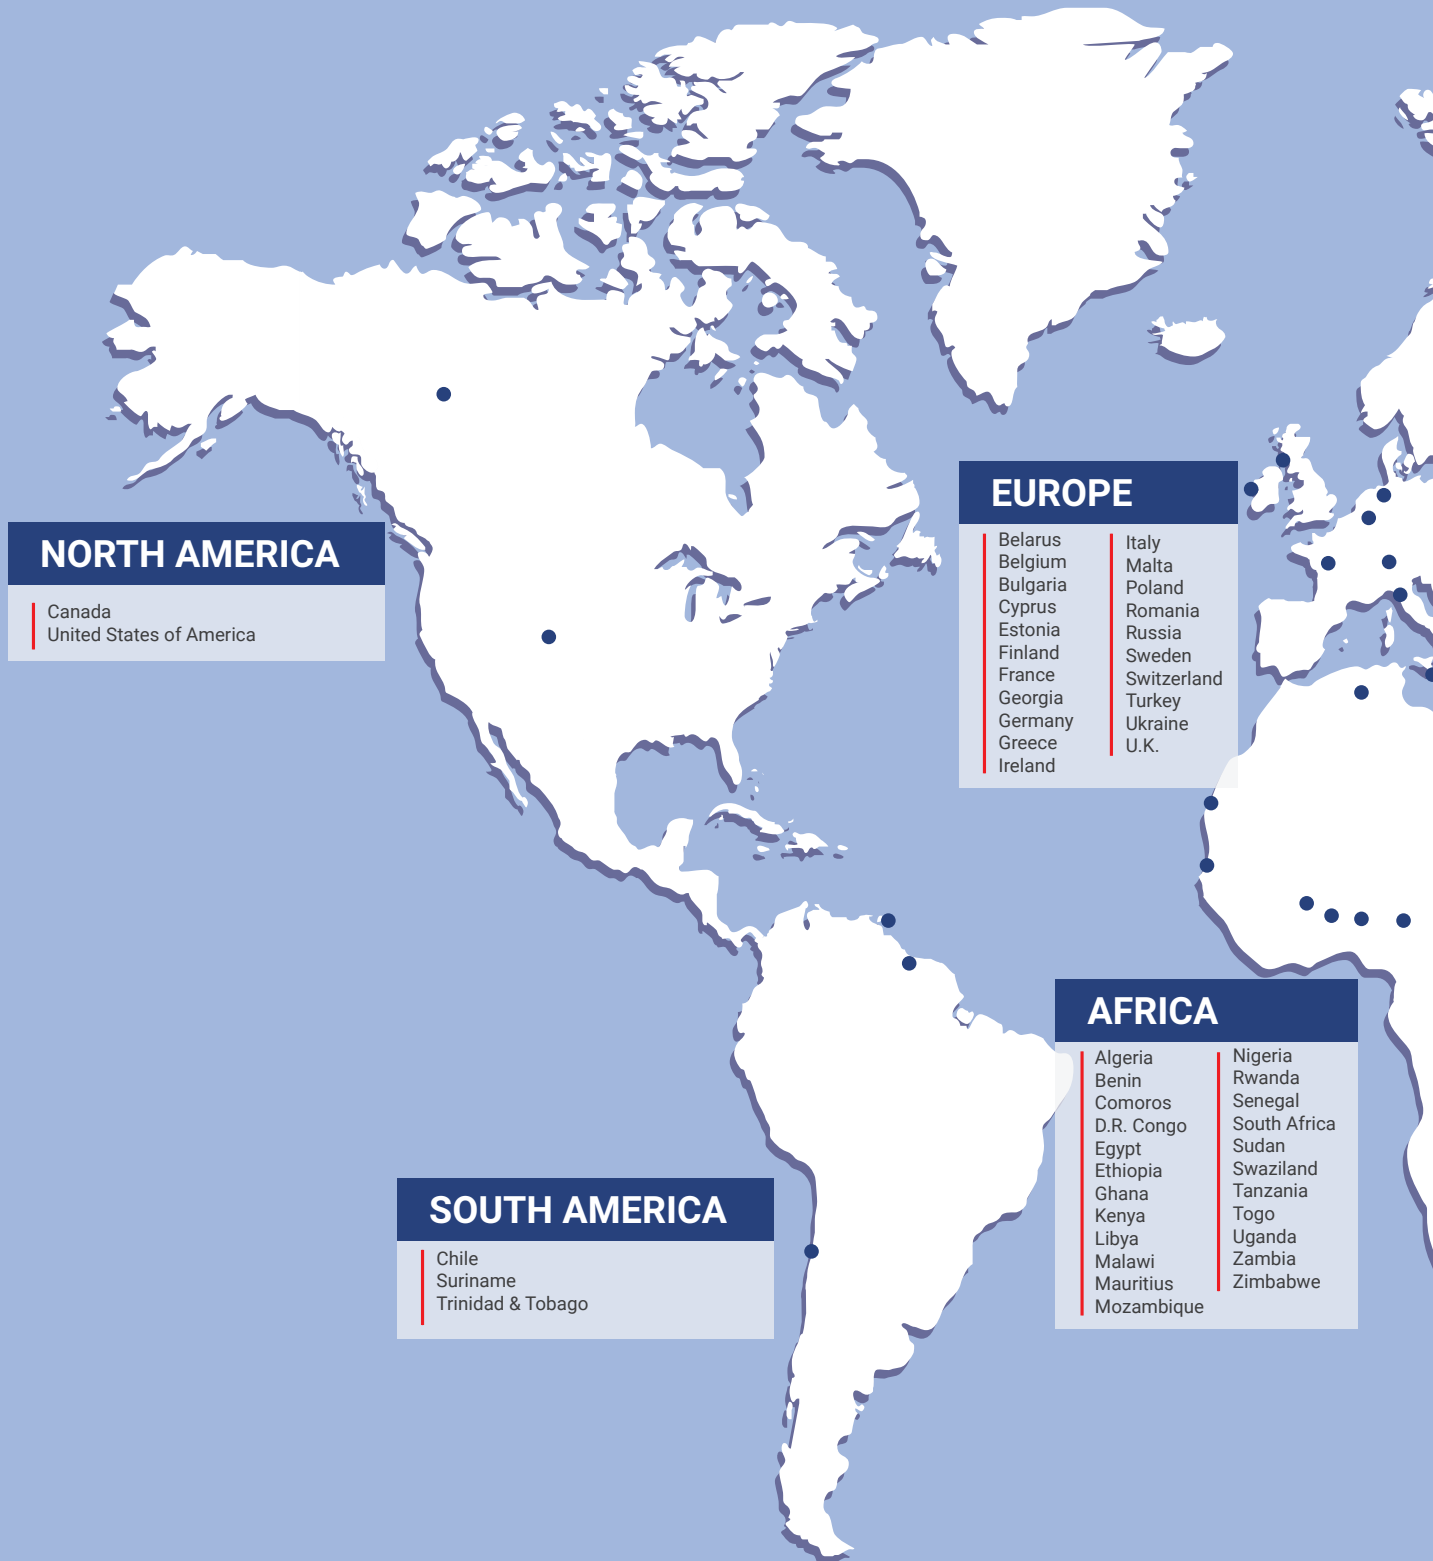 EUROPE
Belarus
Belgium
Bulgaria
Cyprus
Estonia
Finland
France
Georgia
Germany
Greece
Ireland
Italy
Malta
Poland
Romania
Russia
Sweden
Switzerland
Turkey
Ukraine
U.K.
NORTH AMERICA
Canada
United States of America
AFRICA
Algeria
Benin
Comoros
D.R. Congo
Egypt
Ethiopia
Ghana
Kenya
Libya
Malawi
Mauritius
Mozambique
Nigeria
Rwanda
Senegal
South Africa
Sudan
Swaziland
Tanzania
Togo
Uganda
Zambia
Zimbabwe
SOUTH AMERICA
Chile
Suriname
Trinidad & Tobago